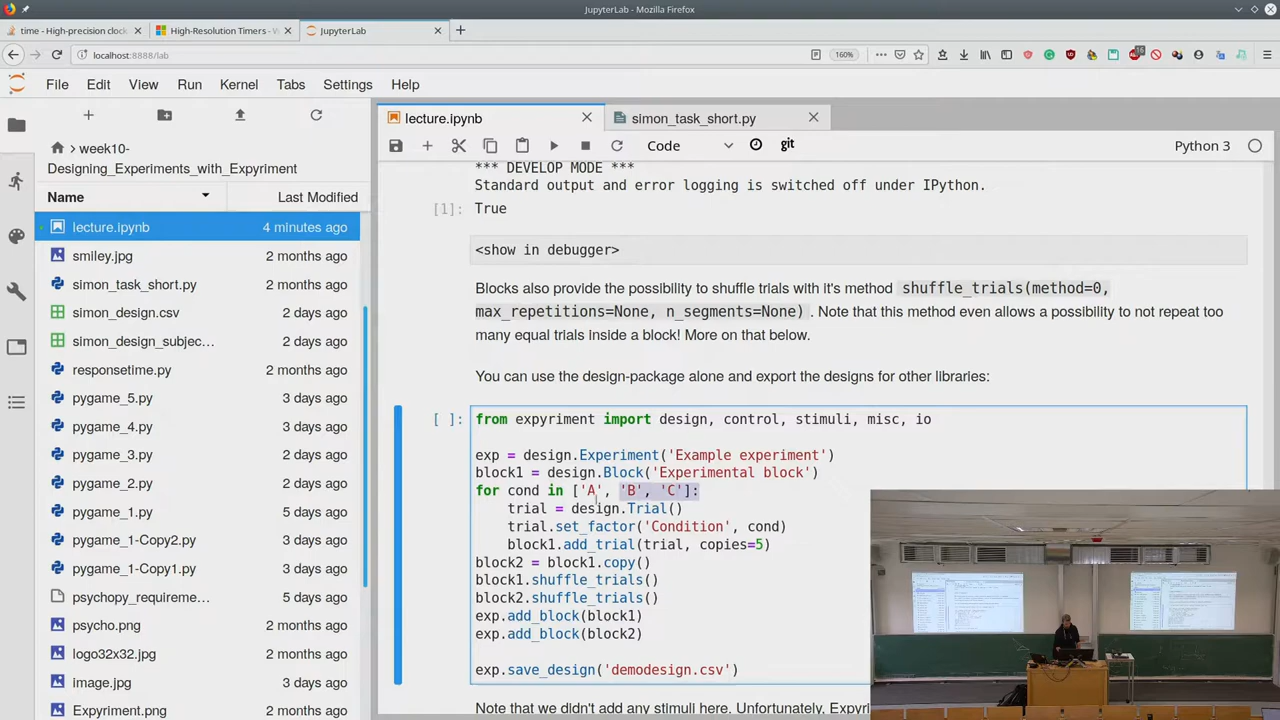 JupyterLab - Mozilla Firefox
time - High-precision clock
High-Resolution Timers - W
JupyterLab
localhost:8888/lab
160%
16
File Edit View Run Kernel Tabs Settings Help
lecture.ipynb
simon_task_short.py
Code
git
Python 3
> week10-
Designing_Experiments_with_Expyriment
Name Last Modified
lecture.ipynb 4 minutes ago
smiley.jpg 2 months ago
simon_task_short.py 2 months ago
simon_design.csv 2 days ago
simon_design_subjec… 2 days ago
responsetime.py 2 months ago
pygame_5.py 3 days ago
pygame_4.py 3 days ago
pygame_3.py 2 days ago
pygame_2.py 2 days ago
pygame_1.py 5 days ago
pygame_1-Copy2.py 3 days ago
pygame_1-Copy1.py 3 days ago
psychopy_requireme… 5 days ago
psycho.png 2 months ago
logo32x32.jpg 2 months ago
image.jpg 3 days ago
Expyriment.png 2 months ago
*** DEVELOP MODE ***
Standard output and error logging is switched off under IPython.
[1]: True
<show in debugger>
Blocks also provide the possibility to shuffle trials with it's method shuffle_trials(method=0,
max_repetitions=None, n_segments=None) . Note that this method even allows a possibility to not repeat too
many equal trials inside a block! More on that below.
You can use the design-package alone and export the designs for other libraries:
[ ]: from expyriment import design, control, stimuli, misc, io
exp = design.Experiment('Example experiment')
block1 = design.Block('Experimental block')
for cond in ['A', 'B', 'C']:
trial = design.Trial()
trial.set_factor('Condition', cond)
block1.add_trial(trial, copies=5)
block2 = block1.copy()
block1.shuffle_trials()
block2.shuffle_trials()
exp.add_block(block1)
exp.add_block(block2)
exp.save_design('demodesign.csv')
Note that we didn't add any stimuli here. Unfortunately, Expyri